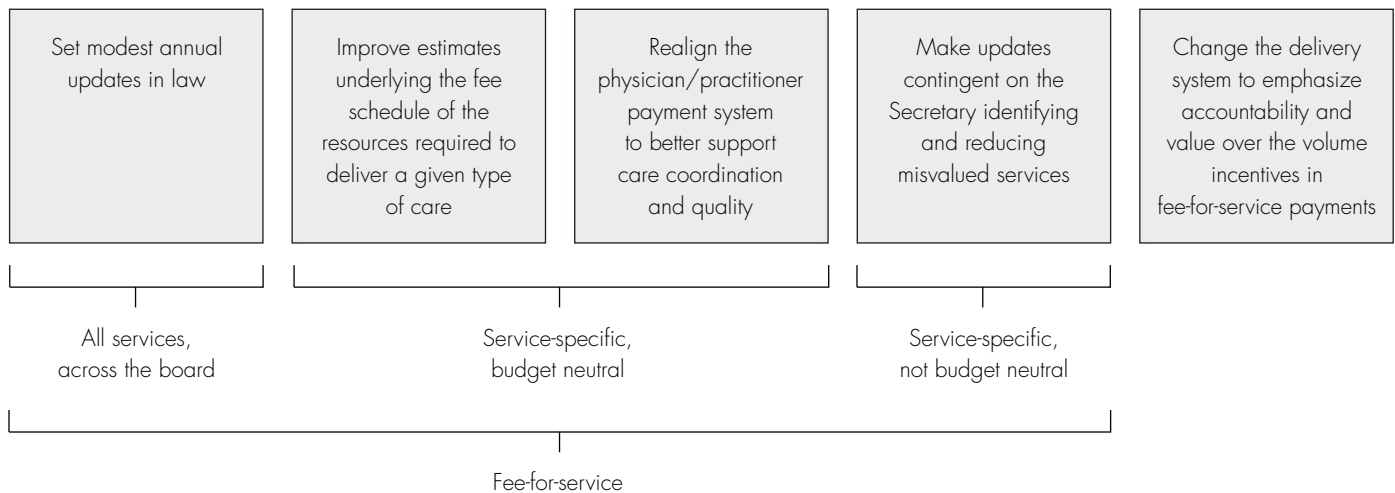 Set modest annual
updates in law
Improve estimates
underlying the fee
schedule of the
resources required to
deliver a given type
of care
Realign the
physician/practitioner
payment system
to better support
care coordination
and quality
Make updates
contingent on the
Secretary identifying
and reducing
misvalued services
Change the delivery
system to emphasize
accountability and
value over the volume
incentives in
fee-for-service payments
All services,
across the board
Service-specific,
budget neutral
Service-specific,
not budget neutral
Fee-for-service